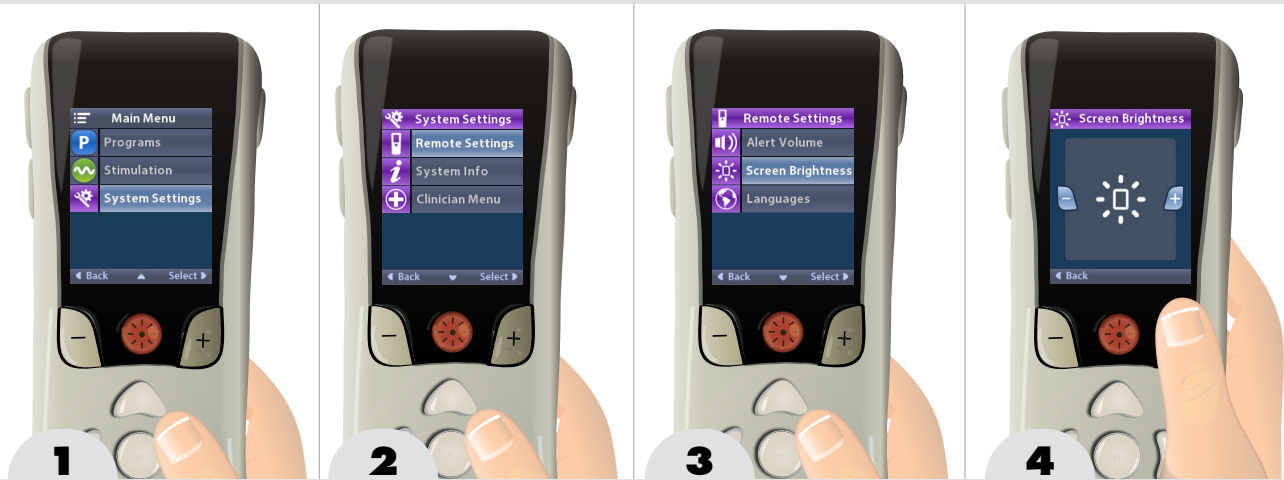 Main Menu
P Programs
Stimulation
System Settings
Back Select
- +
1
System Settings
Remote Settings
i System Info
Clinician Menu
Back Select
- +
2
Remote Settings
Alert Volume
Screen Brightness
Languages
Back Select
- +
3
Screen Brightness
- +
Back
-
4